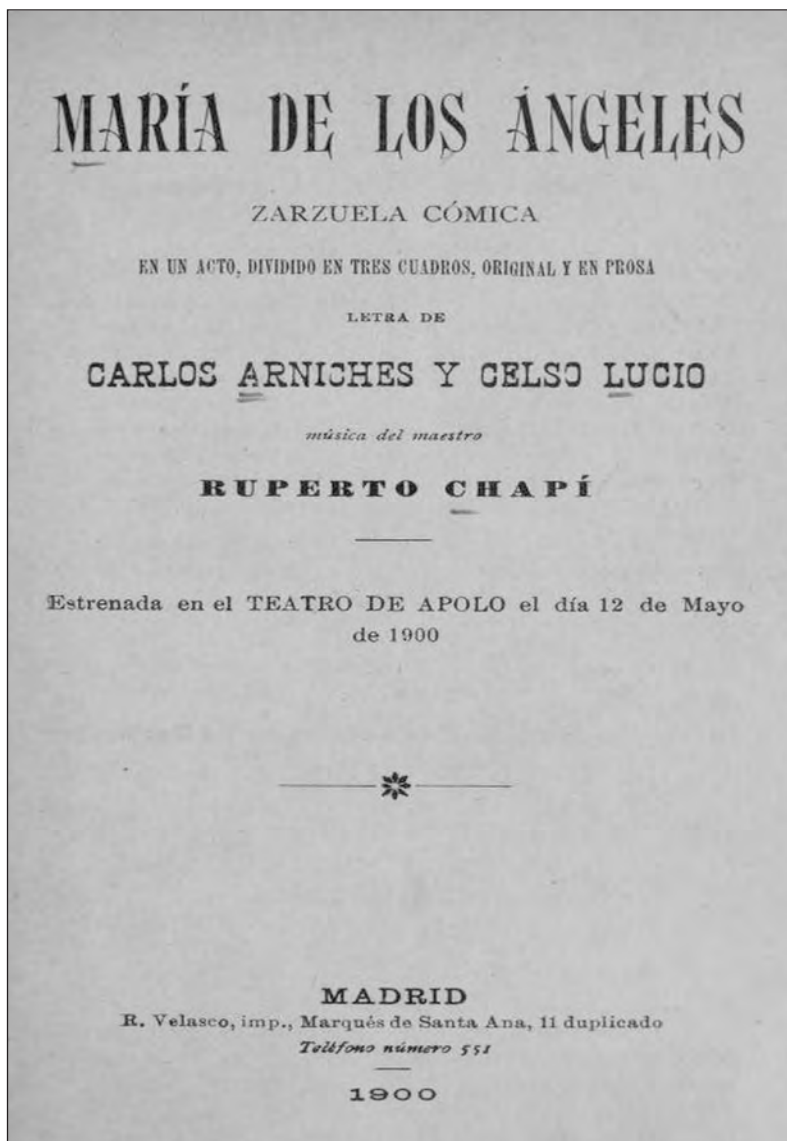 MARÍA DE LOS ÁNGELES
ZARZUELA CÓMICA
EN UN ACTO, DIVIDIDO EN TRES CUADROS, ORIGINAL Y EN PROSA
LETRA DE
CARLOS ARNICHES Y CELSO LUCIO
música del maestro
RUPERTO CHAPÍ
Estrenada en el TEATRO DE APOLO el día 12 de Mayo
de 1900
MADRID
R. Velasco, imp., Marqués de Santa Ana, 11 duplicado
Teléfono número 551
1900